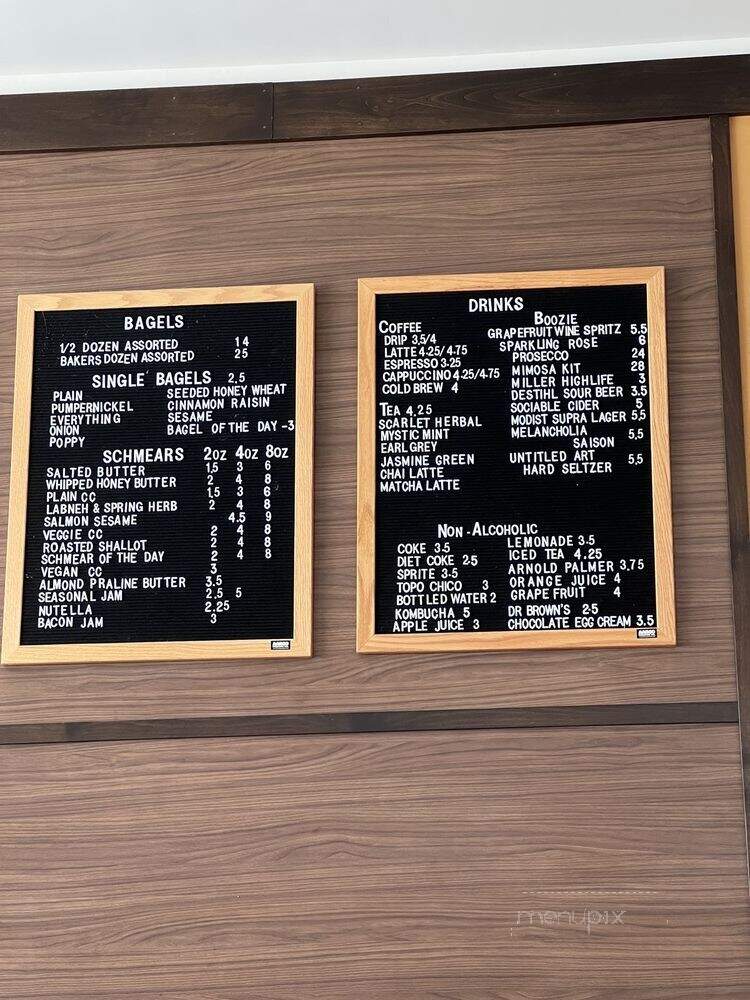 BAGELS
1/2 DOZEN ASSORTED 14
BAKERS DOZEN ASSORTED 25
SINGLE BAGELS 2.5
PLAIN SEEDED HONEY WHEAT
PUMPERNICKEL CINNAMON RAISIN
EVERYTHING SESAME
ONION BAGEL OF THE DAY -3
POPPY
SCHMEARS 2OZ 4OZ 8OZ
SALTED BUTTER 1.5 3 6
WHIPPED HONEY BUTTER 2 4 8
PLAIN CC 1.5 3 6
LABNEH & SPRING HERB 2 4 8
SALMON SESAME 4.5 9
VEGGIE CC 2 4 8
ROASTED SHALLOT 2 4 8
SCHMEAR OF THE DAY 2 4 8
VEGAN CC 3
ALMOND PRALINE BUTTER 3.5
SEASONAL JAM 2.5 5
NUTELLA 2.25
BACON JAM 3
DRINKS
COFFEE
DRIP 3.5/4
LATTE 4.25/4.75
ESPRESSO 3.25
CAPPUCCINO 4.25/4.75
COLD BREW 4
TEA 4.25
SCARLET HERBAL
MYSTIC MINT
EARL GREY
JASMINE GREEN
CHAI LATTE
MATCHA LATTE
BOOZIE
GRAPEFRUIT WINE SPRITZ 5.5
SPARKLING ROSE 6
PROSECCO 24
MIMOSA KIT 28
MILLER HIGHLIFE 3
DESTIHL SOUR BEER 3.5
SOCIABLE CIDER 5
MODIST SUPRA LAGER 5.5
MELANCHOLIA 5.5
SAISON
UNTITLED ART 5.5
HARD SELTZER
NON-ALCOHOLIC
COKE 3.5
DIET COKE 2.5
SPRITE 3.5
TOPO CHICO 3
BOTTLED WATER 2
KOMBUCHA 5
APPLE JUICE 3
LEMONADE 3.5
ICED TEA 4.25
ARNOLD PALMER 3.75
ORANGE JUICE 4
GRAPE FRUIT 4
DR BROWN'S 2.5
CHOCOLATE EGG CREAM 3.5
menupix